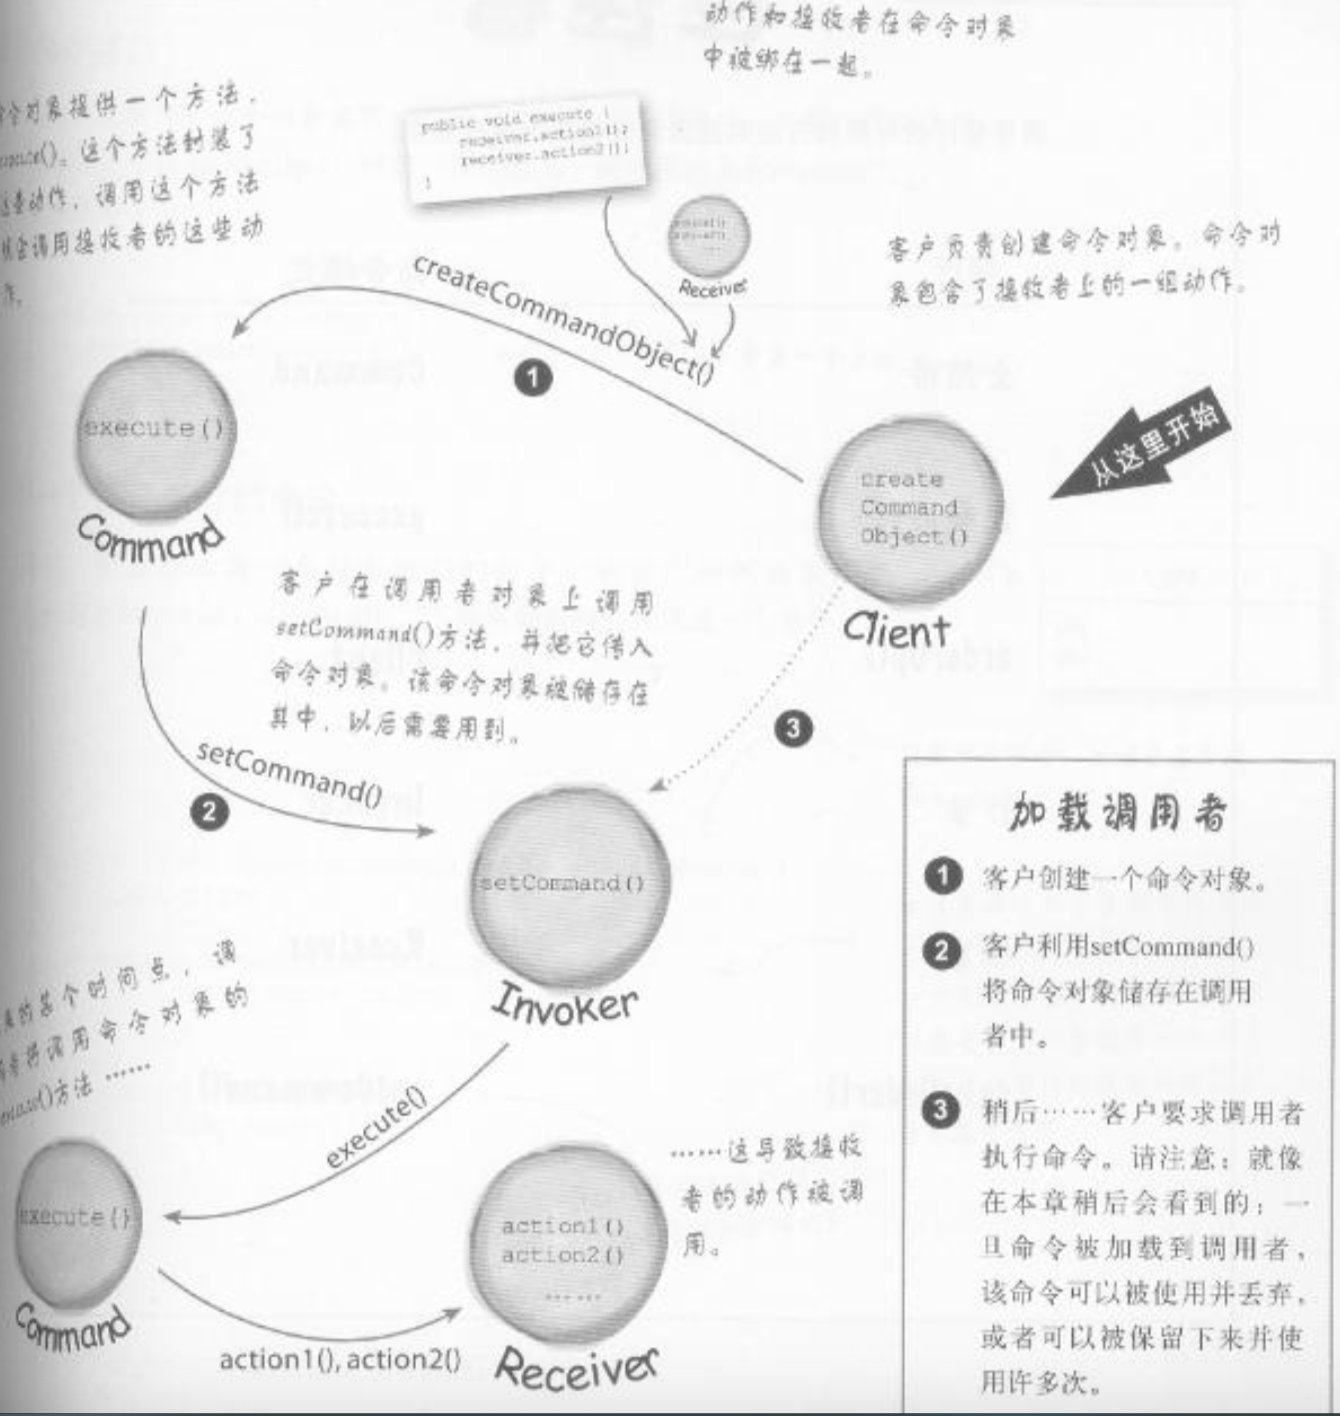 动作和接收者在命令对象
中被绑在一起。
命令对象提供一个方法，
execute()。这个方法封装了
这些动作，调用这个方法
就会调用接收者的这些动
作。
public void execute {
receiver.action1();
receiver.action2();
}
Receiver
客户负责创建命令对象。命令对
象包含了接收者上的一组动作。
createCommandObject()
1
execute()
Command
从这里开始
create
Command
Object()
Client
客户在调用者对象上调用
setCommand()方法，并把它传入
命令对象。该命令对象被储存在
其中，以后需要用到。
3
setCommand()
2
setCommand()
Invoker
来的某个时间点，调
用者将调用命令对象的
()方法……
execute()
execute()
Command
action1()
action2()
……
Receiver
action1(), action2()
……这导致接收
者的动作被调
用。
加载调用者
1 客户创建一个命令对象。
2 客户利用setCommand()
将命令对象储存在调用
者中。
3 稍后……客户要求调用者
执行命令。请注意：就像
在本章稍后会看到的：一
旦命令被加载到调用者，
该命令可以被使用并丢弃，
或者可以被保留下来并使
用许多次。